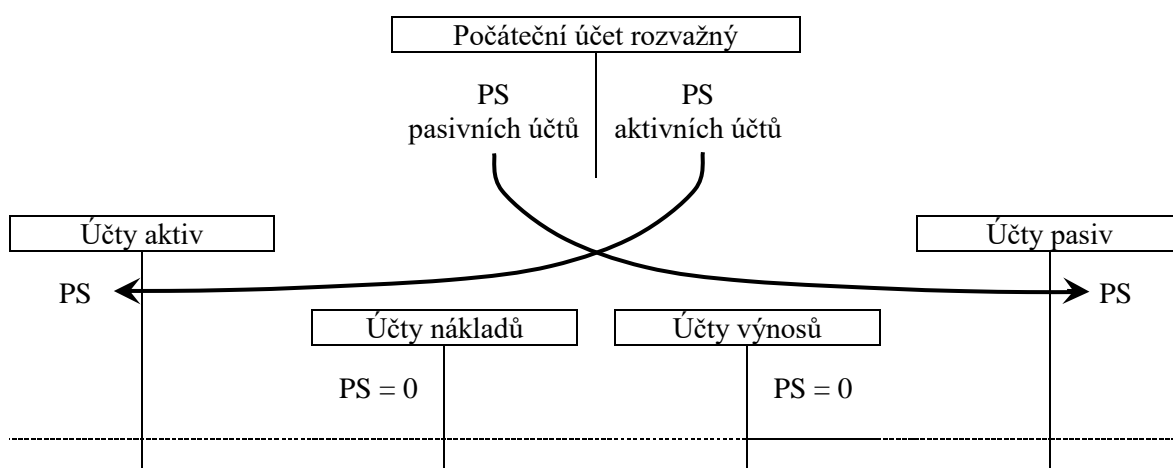 Počáteční účet rozvažný
PS
pasivních účtů
PS
aktivních účtů
Účty aktiv
Účty pasiv
PS
PS
Účty nákladů
Účty výnosů
PS = 0
PS = 0